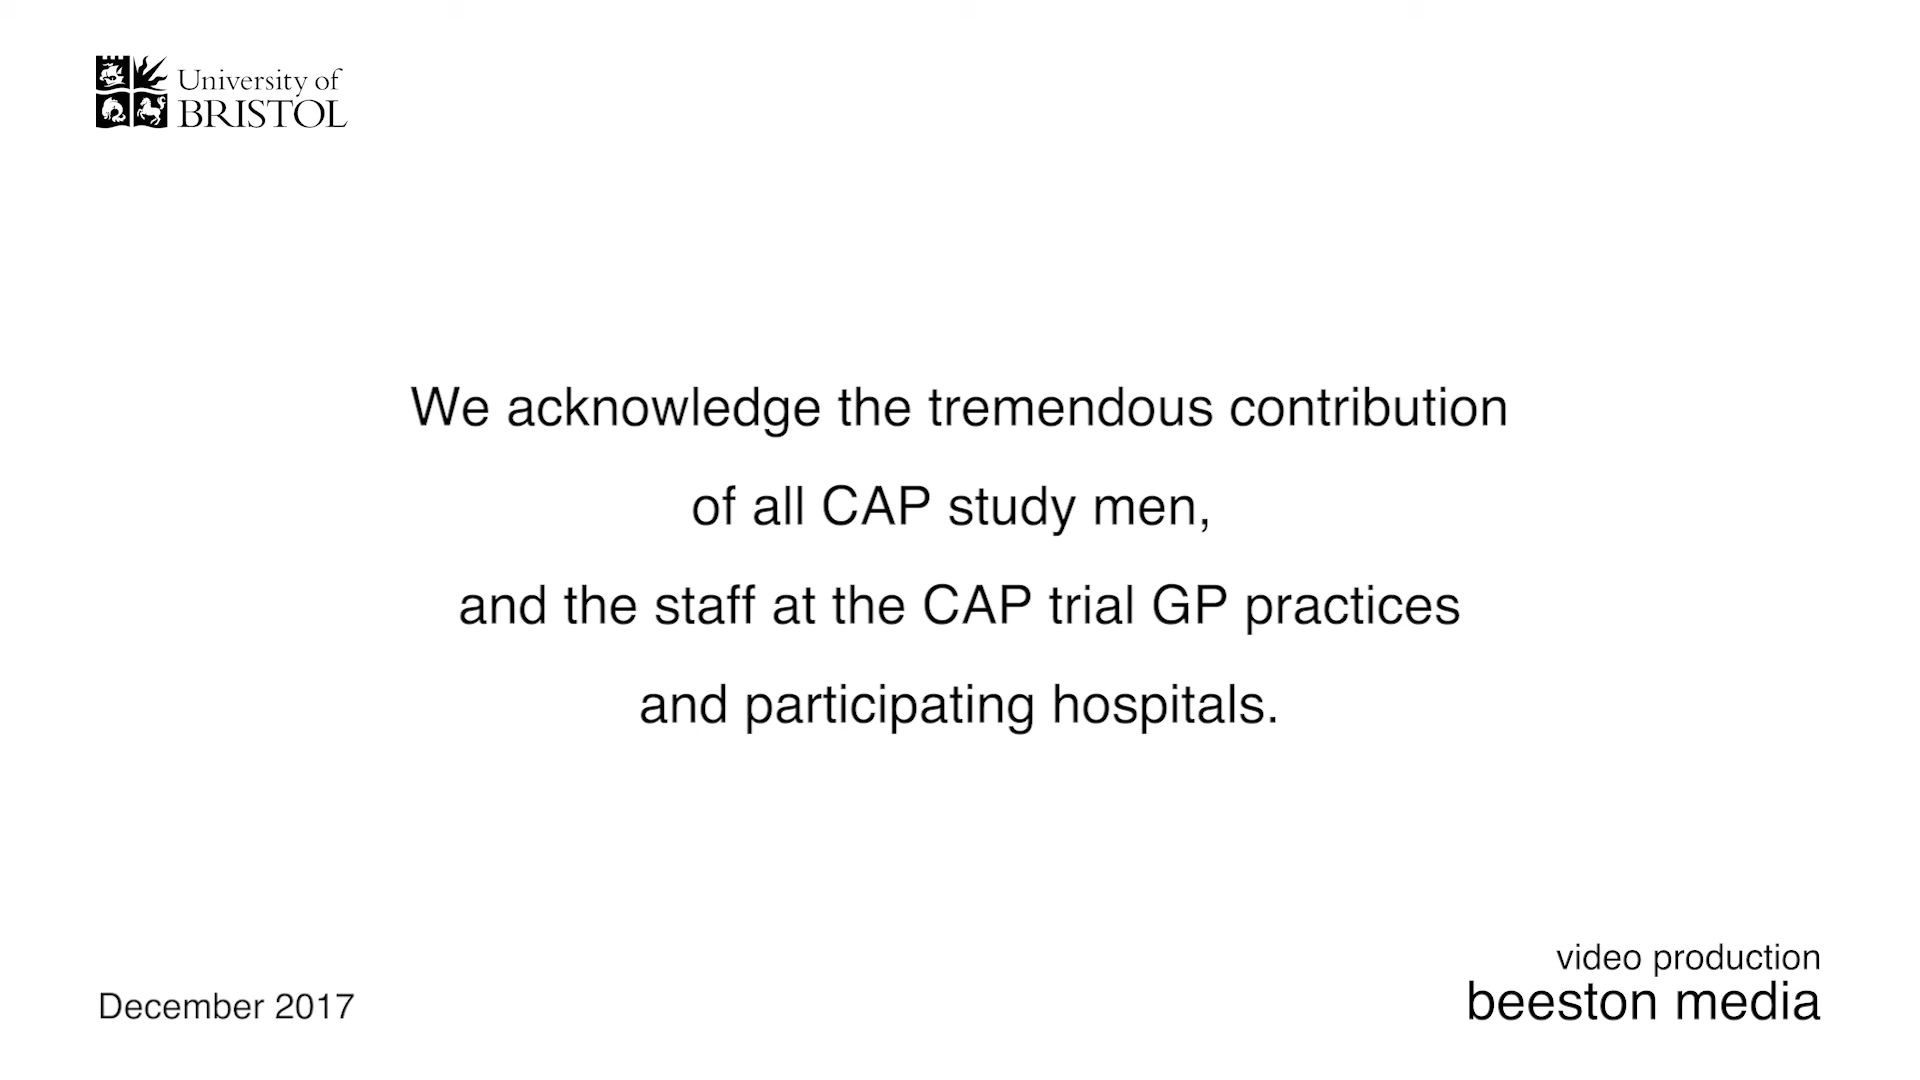 University of
BRISTOL
We acknowledge the tremendous contribution
of all CAP study men,
and the staff at the CAP trial GP practices
and participating hospitals.
December 2017
video production
beeston media